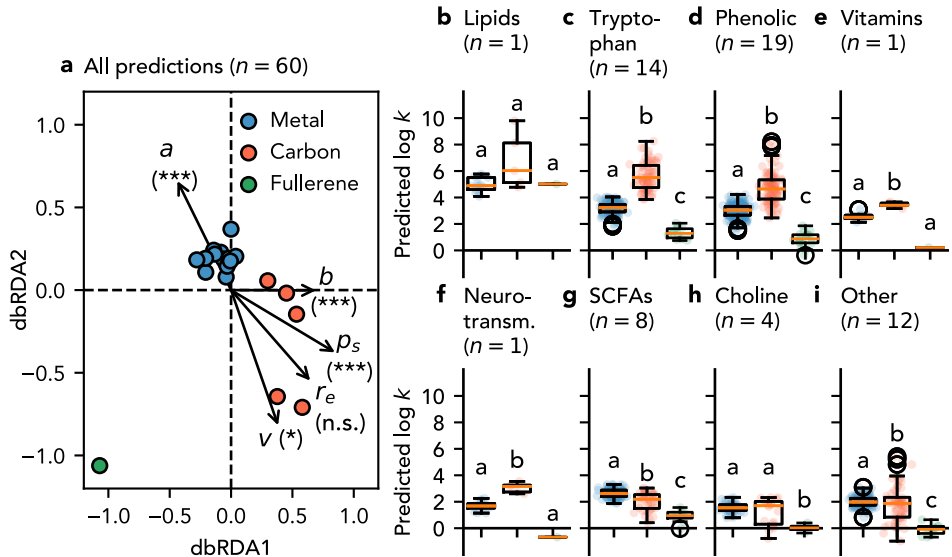 a All predictions (n = 60)
Metal
Carbon
Fullerene
a
(***)
b
(***)
p_s
(***)
r_e
(n.s.)
v (*)
dbRDA2
1.0
0.5
0.0
−0.5
−1.0
−1.0 −0.5 0.0 0.5 1.0
dbRDA1
b Lipids
(n = 1)
Predicted log k
10
8
6
4
2
0
a a a
c Trypto-
phan
(n = 14)
a b c
d Phenolic
(n = 19)
a b c
e Vitamins
(n = 1)
a b a
f Neuro-
transm.
(n = 1)
Predicted log k
10
8
6
4
2
0
a b a
g SCFAs
(n = 8)
a b c
h Choline
(n = 4)
a a b
i Other
(n = 12)
a b a